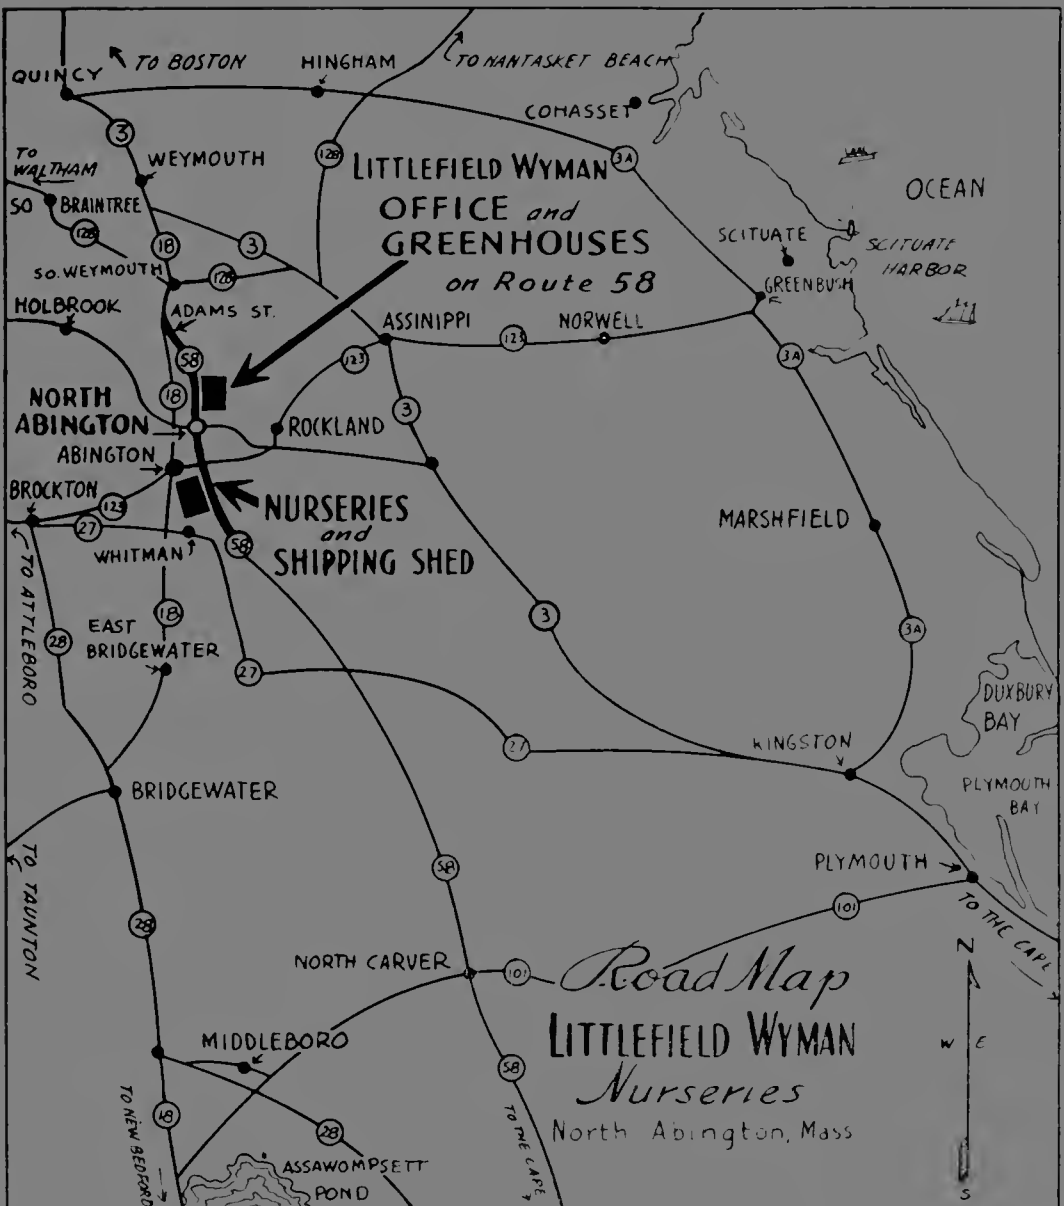 TO BOSTON
HINGHAM
TO NANTASKET BEACH
QUINCY
COHASSET
3
128
3A
TO
WALTHAM
WEYMOUTH
LITTLEFIELD WYMAN
OFFICE and
GREENHOUSES
on Route 58
OCEAN
SO BRAINTREE
128
18
3
SCITUATE
SCITUATE
HARBOR
SO. WEYMOUTH
128
GREENBUSH
HOLBROOK
ADAMS ST.
ASSINIPPI
NORWELL
123
123
3A
58
18
3
NORTH
ABINGTON
ROCKLAND
ABINGTON
BROCKTON
123
27
NURSERIES
and
SHIPPING SHED
MARSHFIELD
WHITMAN
58
TO ATTLEBORO
18
3
3A
28
EAST
BRIDGEWATER
27
DUXBURY
BAY
27
KINGSTON
BRIDGEWATER
PLYMOUTH
BAY
TO TAUNTON
58
PLYMOUTH
101
TO THE CAPE
28
NORTH CARVER
101
Road Map
LITTLEFIELD WYMAN
Nurseries
North Abington, Mass
N
W E
S
MIDDLEBORO
58
TO NEW BEDFORD
18
28
TO THE CAPE
ASSAWOMPSETT
POND